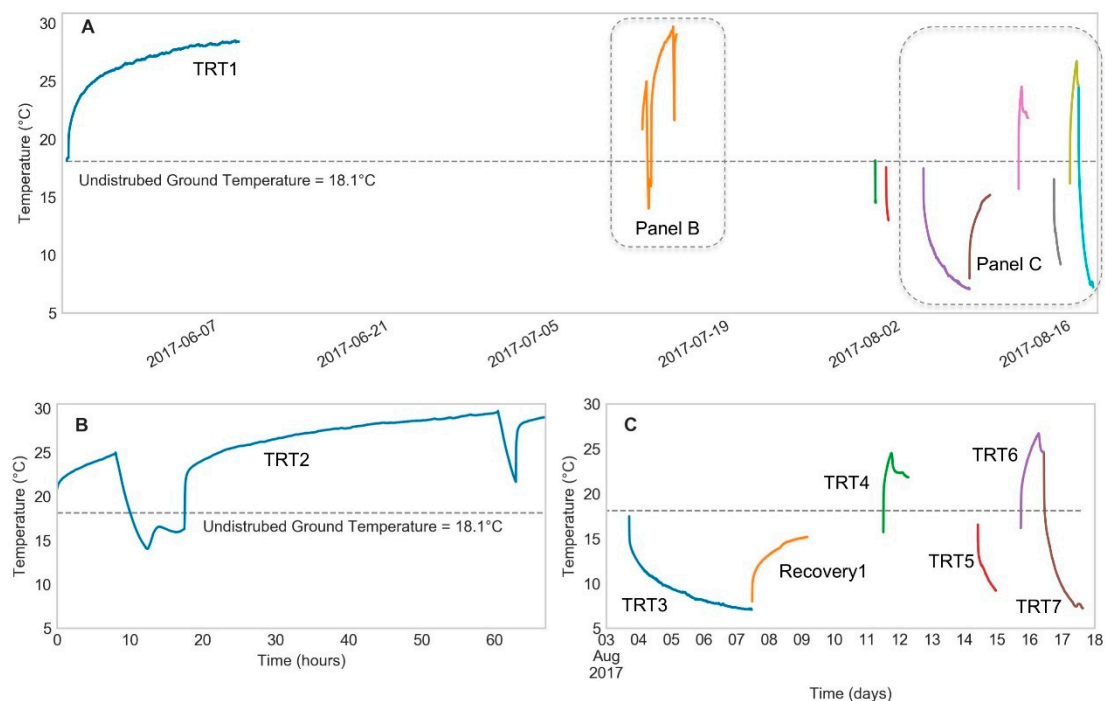 A
30
25
20
15
10
5
Temperature (°C)
TRT1
Undistrubed Ground Temperature = 18.1°C
Panel B
Panel C
2017-06-07
2017-06-21
2017-07-05
2017-07-19
2017-08-02
2017-08-16
B
30
25
20
15
10
5
Temperature (°C)
TRT2
Undistrubed Ground Temperature = 18.1°C
0 10 20 30 40 50 60
Time (hours)
C
30
25
20
15
10
5
Temperature (°C)
TRT6
TRT4
TRT5
Recovery1
TRT3
TRT7
03 04 05 06 07 08 09 10 11 12 13 14 15 16 17 18
Aug
2017
Time (days)